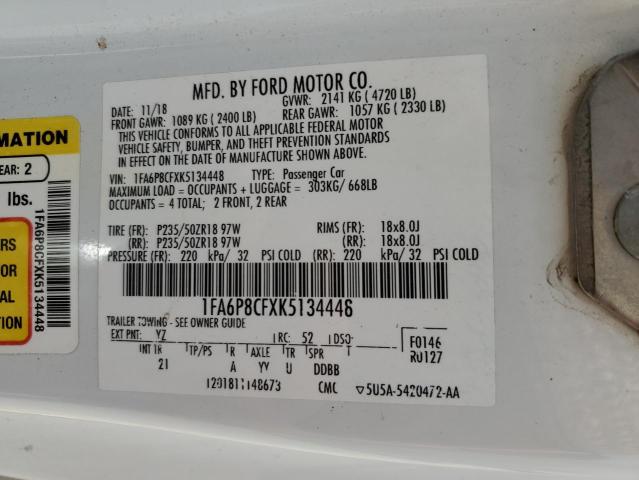 MATION
EAR: 2
lbs.
1FA6P8CFXK5134448
ERS
OR
AL
TION
MFD. BY FORD MOTOR CO.
DATE: 11/18 GVWR: 2141 KG ( 4720 LB)
FRONT GAWR: 1089 KG ( 2400 LB) REAR GAWR: 1057 KG ( 2330 LB)
THIS VEHICLE CONFORMS TO ALL APPLICABLE FEDERAL MOTOR
VEHICLE SAFETY, BUMPER, AND THEFT PREVENTION STANDARDS
IN EFFECT ON THE DATE OF MANUFACTURE SHOWN ABOVE.
VIN: 1FA6P8CFXK5134448 TYPE: Passenger Car
MAXIMUM LOAD = OCCUPANTS + LUGGAGE = 303KG/ 668LB
OCCUPANTS = 4 TOTAL; 2 FRONT, 2 REAR
TIRE (FR): P235/50ZR18 97W RIMS (FR): 18x8.0J
(RR): P235/50ZR18 97W (RR): 18x8.0J
PRESSURE (FR): 220 kPa/ 32 PSI COLD (RR): 220 kPa/ 32 PSI COLD
1FA6P8CFXK5134448
TRAILER TOWING - SEE OWNER GUIDE
EXT PNT: YZ RC: 52 DSO: F0146
INT TR TP/PS R AXLE TR SPR RU127
21 A YV U DDBB
CMC ▽5U5A-5420472-AA